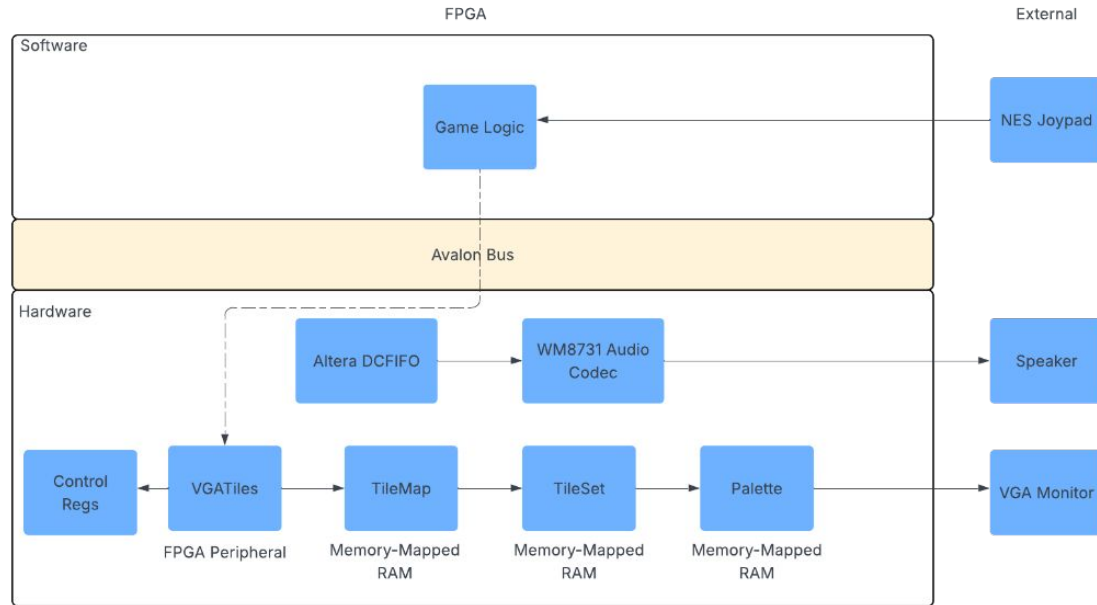 FPGA
External
Software
Game Logic
NES Joypad
Avalon Bus
Hardware
Altera DCFIFO
WM8731 Audio
Codec
Speaker
Control
Regs
VGATiles
TileMap
TileSet
Palette
VGA Monitor
FPGA Peripheral
Memory-Mapped
RAM
Memory-Mapped
RAM
Memory-Mapped
RAM